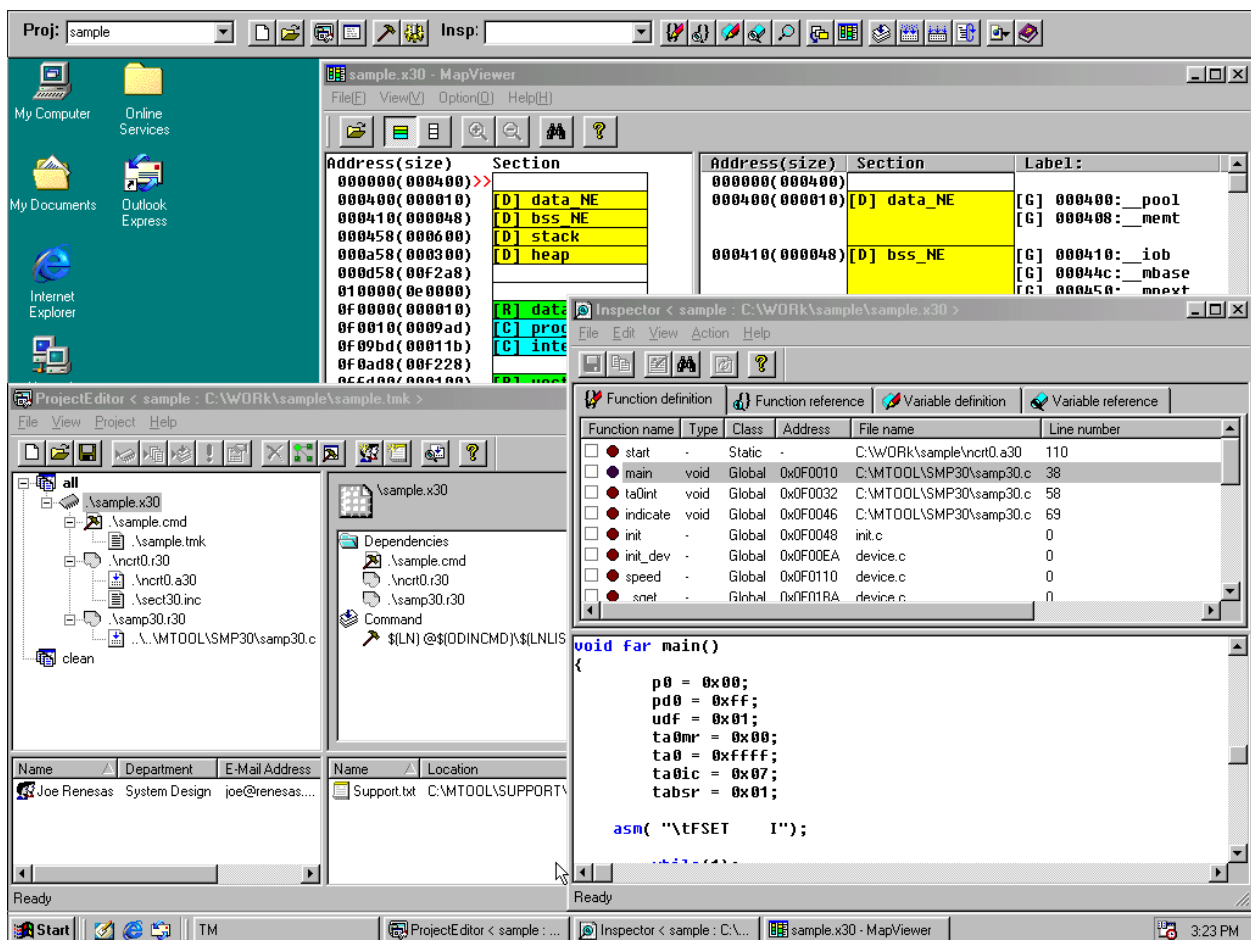 Proj: sample Insp:
My Computer
Online Services
My Documents
Outlook Express
Internet Explorer
sample.x30 - MapViewer
File(F) View(V) Option(O) Help(H)
Address(size) Section
000000(000400)>>
000400(000010) [D] data_NE
000410(000048) [D] bss_NE
000458(000600) [D] stack
000a58(000300) [D] heap
000d58(00f2a8)
010000(0e0000)
0f0000(000010) [R] data
0f0010(0009ad) [C] prog
0f09bd(00011b) [C] inte
0f0ad8(00f228)
Address(size) Section Label:
000000(000400)
000400(000010) [D] data_NE [G] 000400:__pool
[G] 000408:__memt
000410(000048) [D] bss_NE [G] 000410:__iob
[G] 00044c:__mbase
[G] 000450:__mnext
Inspector < sample : C:\WORk\sample\sample.x30 >
File Edit View Action Help
Function definition Function reference Variable definition Variable reference
Function name Type Class Address File name Line number
start - Static - C:\WORk\sample\ncrt0.a30 110
main void Global 0x0F0010 C:\MTOOL\SMP30\samp30.c 38
ta0int void Global 0x0F0032 C:\MTOOL\SMP30\samp30.c 58
indicate void Global 0x0F0046 C:\MTOOL\SMP30\samp30.c 69
init - Global 0x0F0048 init.c 0
init_dev - Global 0x0F00EA device.c 0
speed - Global 0x0F0110 device.c 0
_sget - Global 0x0F01BA device.c 0
void far main()
{
p0 = 0x00;
pd0 = 0xff;
udf = 0x01;
ta0mr = 0x00;
ta0 = 0xffff;
ta0ic = 0x07;
tabsr = 0x01;
asm( "\tFSET I");
while(1);
Ready
ProjectEditor < sample : C:\WORk\sample\sample.tmk >
File View Project Help
all
.\sample.x30
.\sample.cmd
.\sample.tmk
.\ncrt0.r30
.\ncrt0.a30
.\sect30.inc
.\samp30.r30
..\..\MTOOL\SMP30\samp30.c
clean
.\sample.x30
Dependencies
.\sample.cmd
.\ncrt0.r30
.\samp30.r30
Command
$(LN) @$(ODINCMD)\$(LNLIS
Name Department E-Mail Address
Joe Renesas System Design joe@renesas....
Name Location
Support.txt C:\MTOOL\SUPPORT\
Ready
Start TM ProjectEditor < sample : ... Inspector < sample : C:\... sample.x30 - MapViewer 3:23 PM